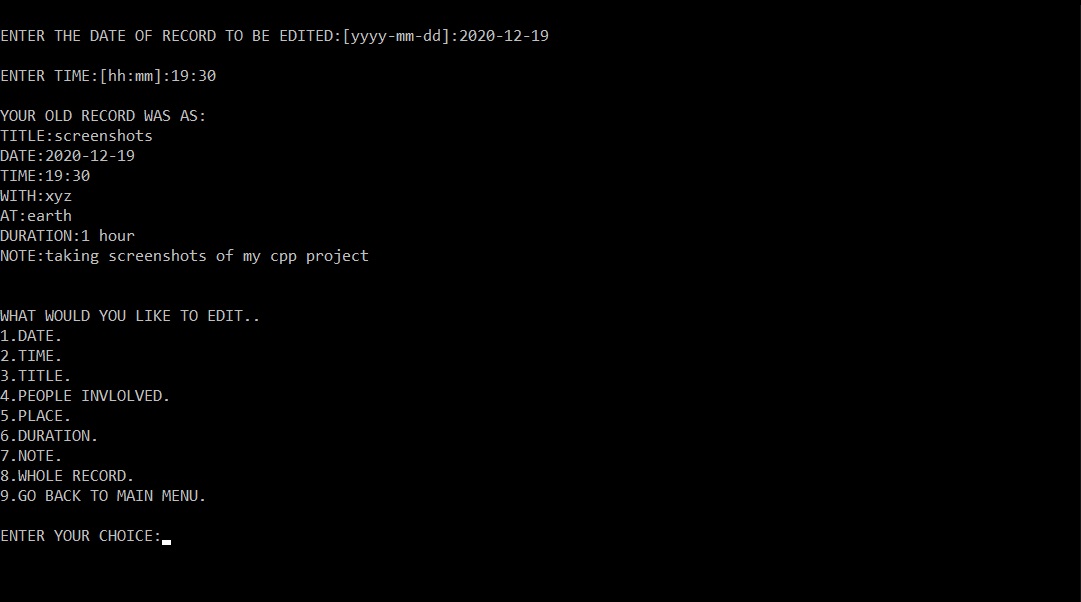 ENTER THE DATE OF RECORD TO BE EDITED:[yyyy-mm-dd]:2020-12-19
ENTER TIME:[hh:mm]:19:30
YOUR OLD RECORD WAS AS:
TITLE:screenshots
DATE:2020-12-19
TIME:19:30
WITH:xyz
AT:earth
DURATION:1 hour
NOTE:taking screenshots of my cpp project
WHAT WOULD YOU LIKE TO EDIT..
1.DATE.
2.TIME.
3.TITLE.
4.PEOPLE INVLOLVED.
5.PLACE.
6.DURATION.
7.NOTE.
8.WHOLE RECORD.
9.GO BACK TO MAIN MENU.
ENTER YOUR CHOICE: